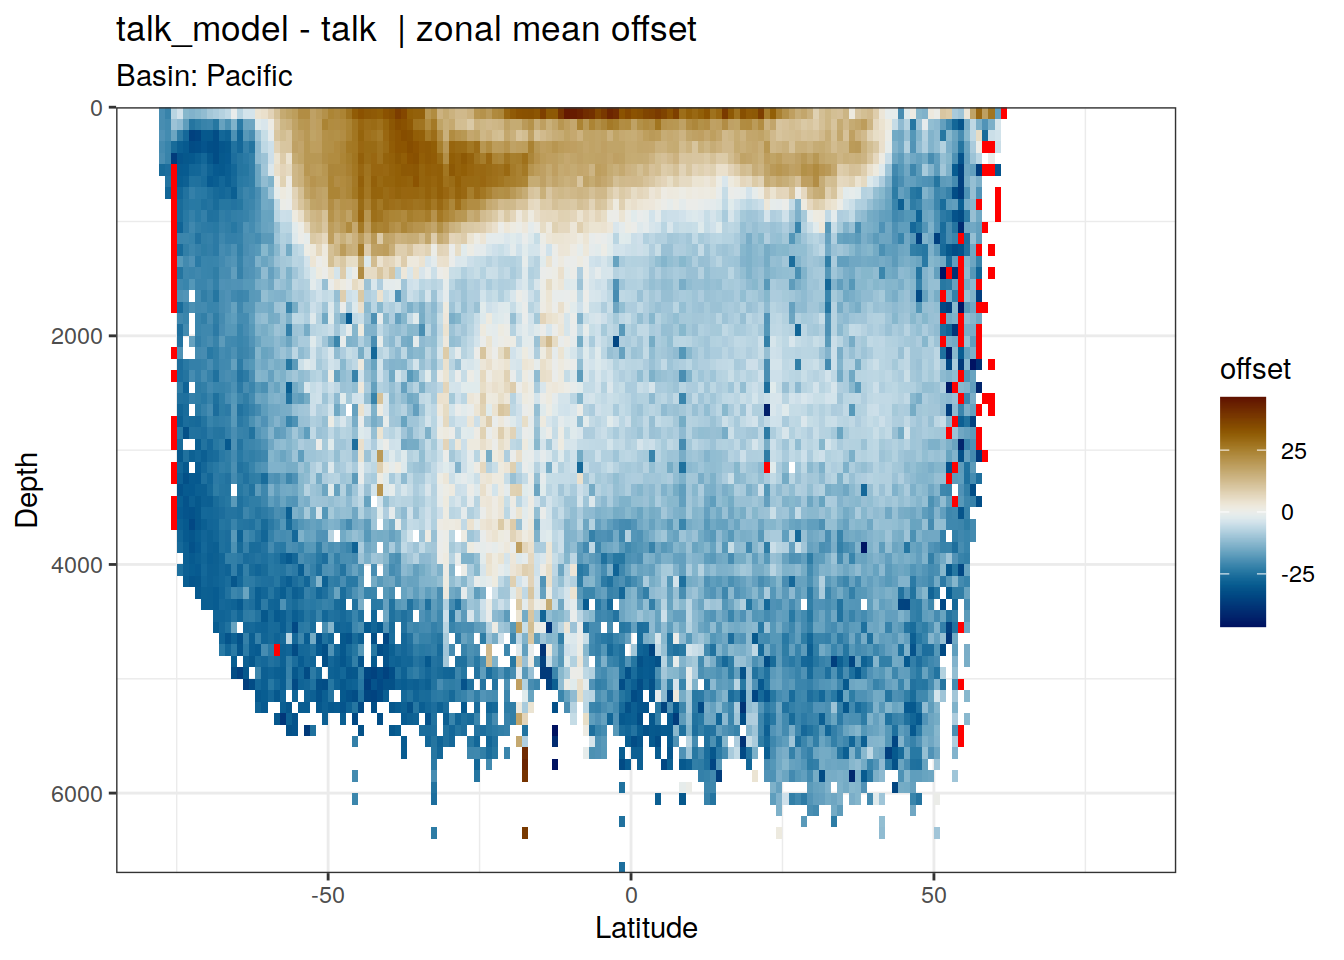 talk_model - talk  | zonal mean offset
Basin: Pacific
0
2000
4000
6000
Depth
-50
0
50
Latitude
offset
25
0
-25